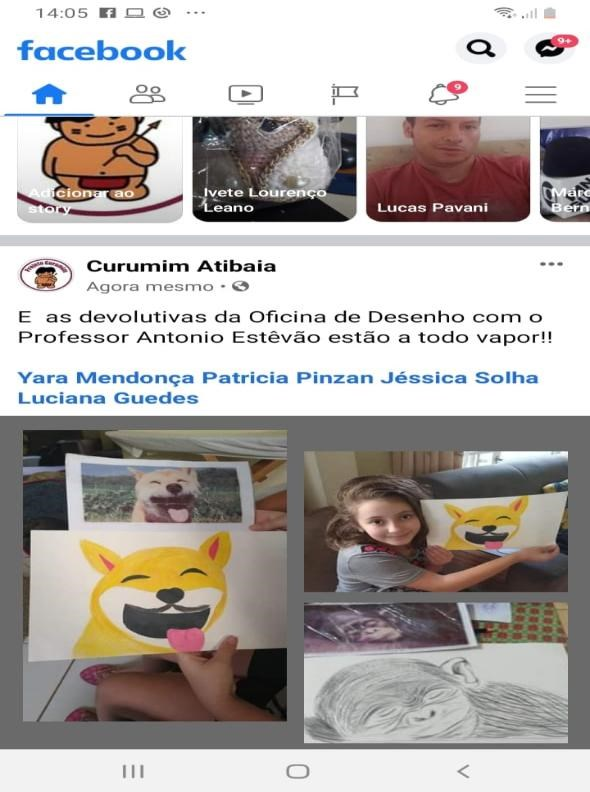 14:05
facebook
9+
9
Adicionar ao
story
Ivete Lourenço
Leano
Lucas Pavani
Curumim Atibaia
Agora mesmo
E as devolutivas da Oficina de Desenho com o
Professor Antonio Estêvão estão a todo vapor!!
Yara Mendonça Patricia Pinzan Jéssica Solha
Luciana Guedes